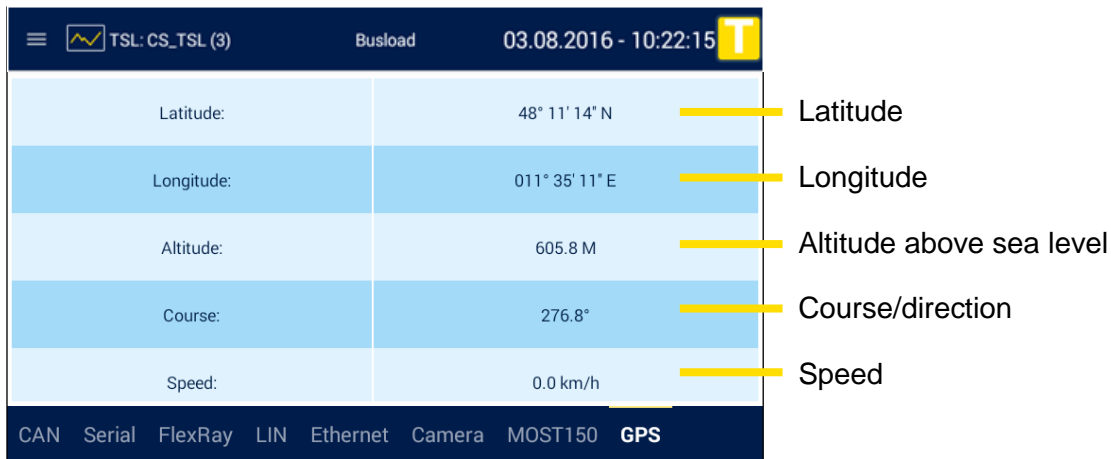 TSL: CS_TSL (3) Busload 03.08.2016 - 10:22:15 T
Latitude: 48° 11' 14" N Latitude
Longitude: 011° 35' 11" E Longitude
Altitude: 605.8 M Altitude above sea level
Course: 276.8° Course/direction
Speed: 0.0 km/h Speed
CAN Serial FlexRay LIN Ethernet Camera MOST150 GPS